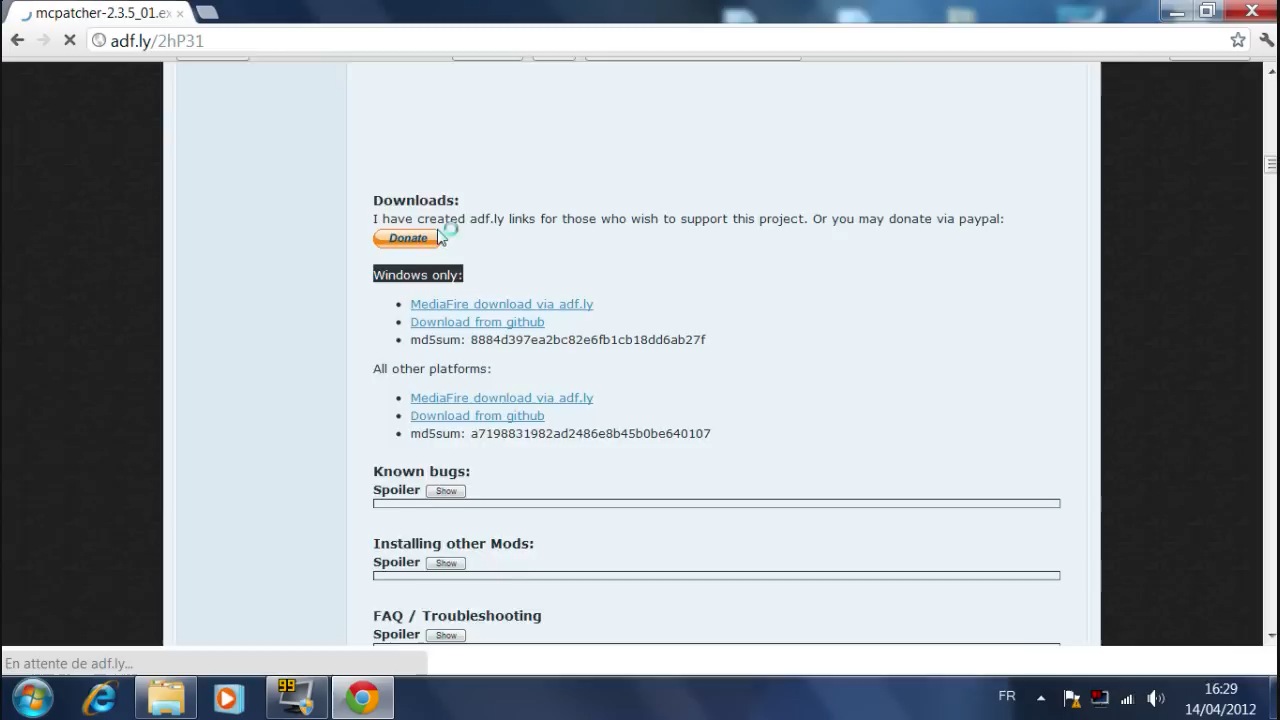 mcpatcher-2.3.5_01.ex
adf.ly/2hP31
Downloads:
I have created adf.ly links for those who wish to support this project. Or you may donate via paypal:
Donate
Windows only:
MediaFire download via adf.ly
Download from github
md5sum: 8884d397ea2bc82e6fb1cb18dd6ab27f
All other platforms:
MediaFire download via adf.ly
Download from github
md5sum: a7198831982ad2486e8b45b0be640107
Known bugs:
Spoiler Show
Installing other Mods:
Spoiler Show
FAQ / Troubleshooting
Spoiler Show
En attente de adf.ly...
99
FR
16:29
14/04/2012